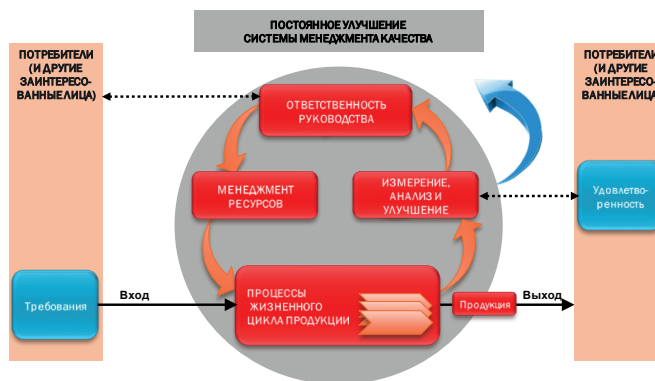 ПОСТОЯННОЕ УЛУЧШЕНИЕ
СИСТЕМЫ МЕНЕДЖМЕНТА КАЧЕСТВА
ПОТРЕБИТЕЛИ
(И ДРУГИЕ
ЗАИНТЕРЕСО-
ВАННЫЕ ЛИЦА)
ПОТРЕБИТЕЛИ
(И ДРУГИЕ
ЗАИНТЕРЕСО-
ВАННЫЕ ЛИЦА
ОТВЕТСТВЕННОСТЬ
РУКОВОДСТВА
МЕНЕДЖМЕНТ
РЕСУРСОВ
ИЗМЕРЕНИЕ,
АНАЛИЗ И
УЛУЧШЕНИЕ
Удовлетво-
ренность
Требования
Вход
ПРОЦЕССЫ
ЖИЗНЕННОГО
ЦИКЛА ПРОДУКЦИИ
Продукция
Выход